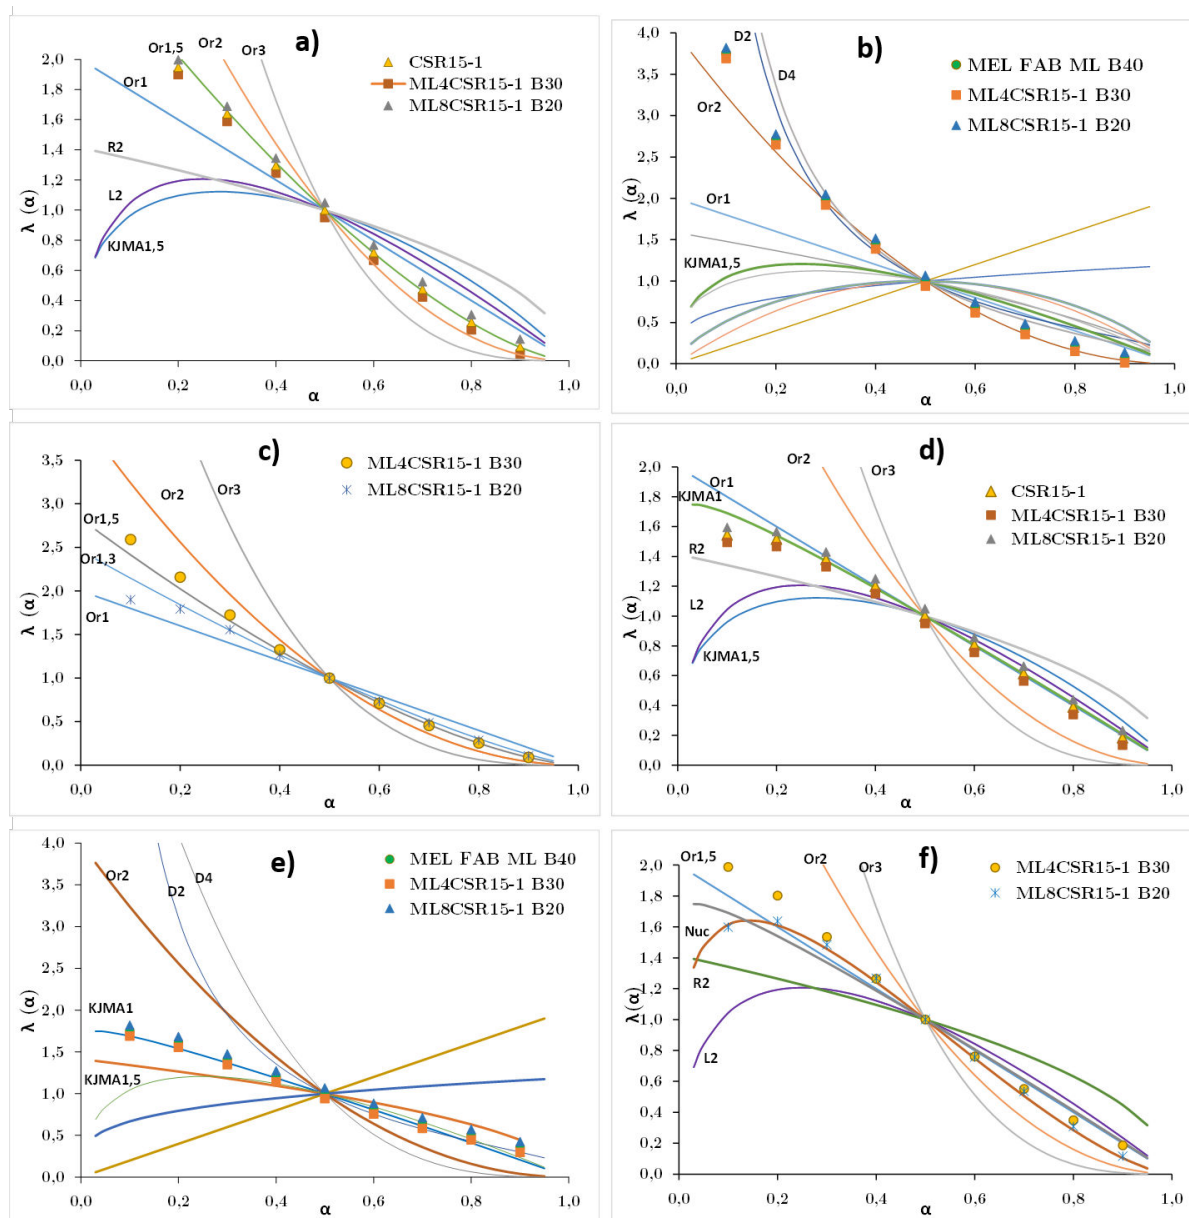 a)
Or1,5
Or2
Or3
CSR15-1
ML4CSR15-1 B30
ML8CSR15-1 B20
Or1
R2
L2
KJMA1,5
λ (α)
2,0
1,8
1,6
1,4
1,2
1,0
0,8
0,6
0,4
0,2
0,0
0,0 0,2 0,4 0,6 0,8 1,0
α
b)
D2
D4
MEL FAB ML B40
ML4CSR15-1 B30
ML8CSR15-1 B20
Or2
Or1
KJMA1,5
λ (α)
4,0
3,5
3,0
2,5
2,0
1,5
1,0
0,5
0,0
0,0 0,2 0,4 0,6 0,8 1,0
α
c)
ML4CSR15-1 B30
ML8CSR15-1 B20
Or2
Or3
Or1,5
Or1,3
Or1
λ (α)
3,5
3,0
2,5
2,0
1,5
1,0
0,5
0,0
0,0 0,2 0,4 0,6 0,8 1,0
α
d)
Or2
Or3
Or1
KJMA1
CSR15-1
ML4CSR15-1 B30
ML8CSR15-1 B20
R2
L2
KJMA1,5
λ (α)
2,0
1,8
1,6
1,4
1,2
1,0
0,8
0,6
0,4
0,2
0,0
0,0 0,2 0,4 0,6 0,8 1,0
α
e)
Or2
D2
D4
MEL FAB ML B40
ML4CSR15-1 B30
ML8CSR15-1 B20
KJMA1
KJMA1,5
λ (α)
4,0
3,5
3,0
2,5
2,0
1,5
1,0
0,5
0,0
0,0 0,2 0,4 0,6 0,8 1,0
α
f)
Or1,5
Or2
Or3
ML4CSR15-1 B30
ML8CSR15-1 B20
Nuc
R2
L2
λ (α)
2,0
1,8
1,6
1,4
1,2
1,0
0,8
0,6
0,4
0,2
0,0
0,0 0,2 0,4 0,6 0,8 1,0
α